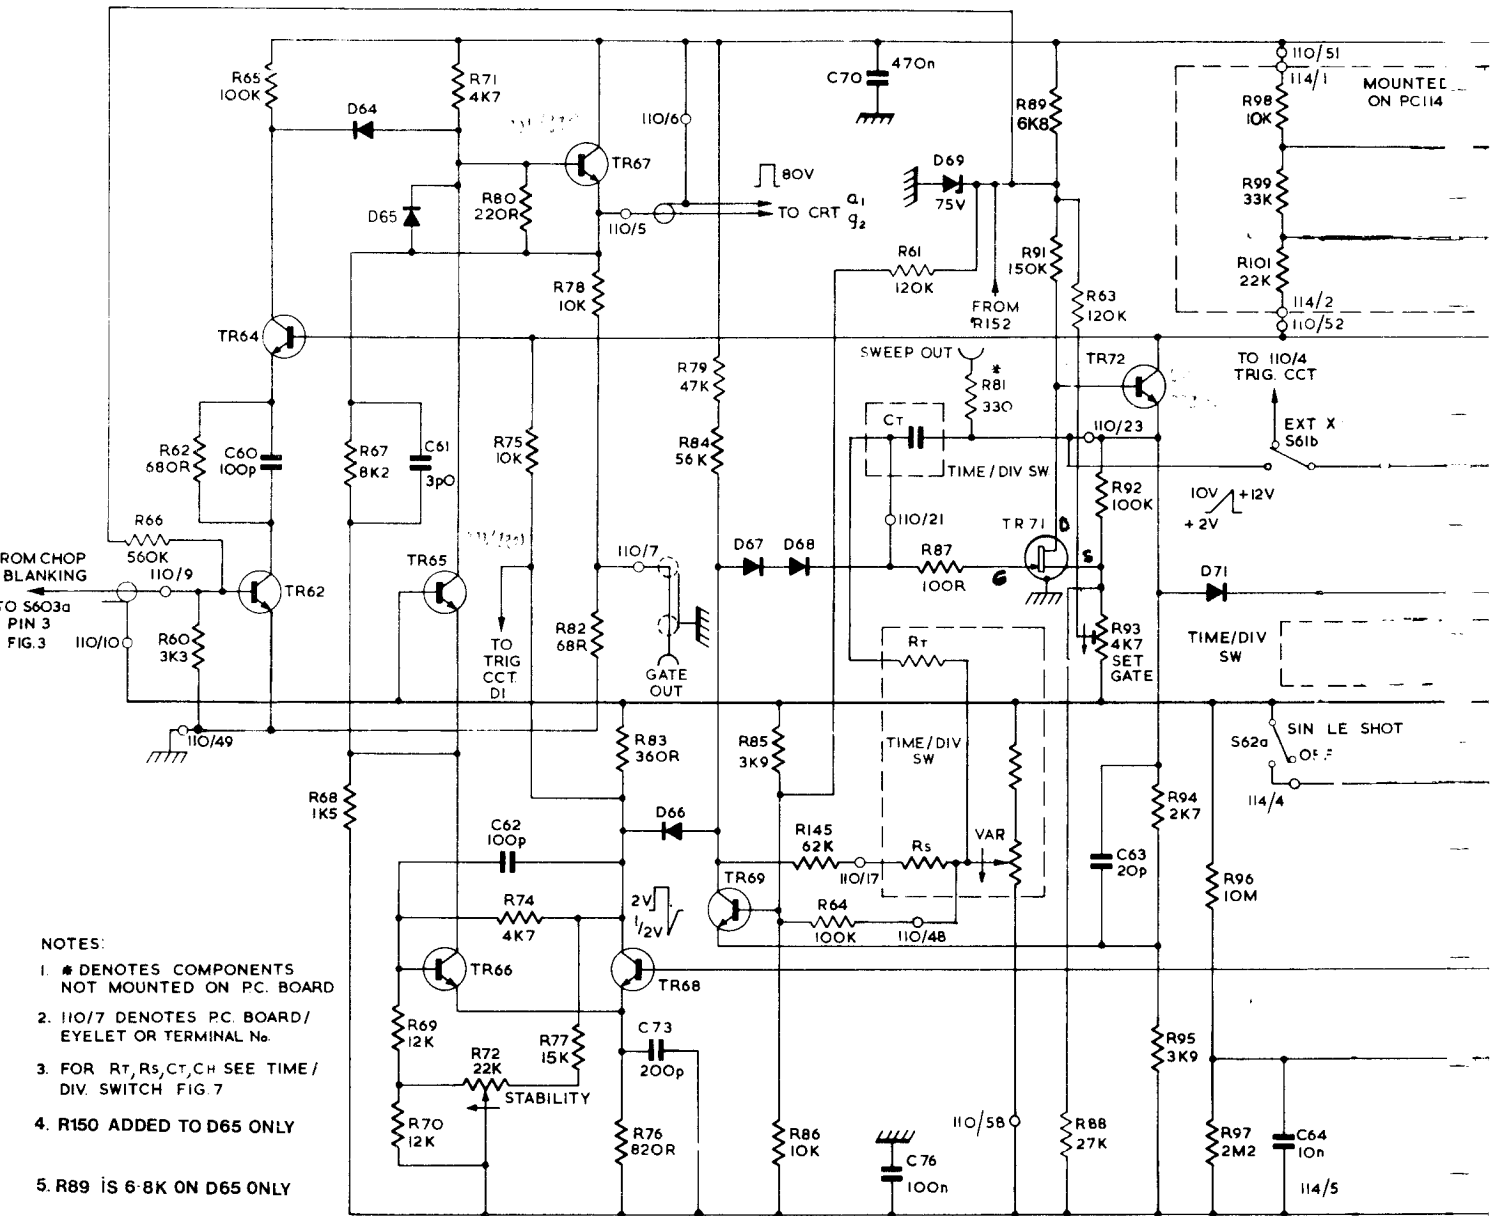 R65
100K
R71
4K7
D64
D65
R80
220R
TR67
110/6
110/5
80V
TO CRT
a1
g2
C70
470n
D69
75V
R89
6K8
R61
120K
R91
150K
R63
120K
FROM
R152
110/51
114/1
MOUNTED
ON PC114
R98
10K
R99
33K
R101
22K
114/2
110/52
TR64
R78
10K
R79
47K
R84
56K
SWEEP OUT
*
R81
330
CT
TIME/DIV SW
TR72
110/23
TO 110/4
TRIG. CCT
EXT X
S61b
10V
+12V
+2V
R62
680R
C60
100p
R67
8K2
C61
3p0
R75
10K
R92
100K
110/21
TR71
D
S
G
R66
560K
FROM CHOP
BLANKING
110/9
TO S603a
PIN 3
FIG.3
110/10
R60
3K3
TR62
TR65
110/7
D67
D68
R87
100R
D71
TO
TRIG
CCT
D1
R82
68R
GATE
OUT
RT
R93
4K7
SET
GATE
TIME/DIV
SW
110/49
R83
360R
R85
3K9
TIME/DIV
SW
S62a
SIN LE SHOT
114/4
R68
1K5
C62
100p
D66
R145
62K
110/17
RS
VAR
R94
2K7
C63
20p
R96
10M
R74
4K7
2V
1/2V
TR69
R64
100K
110/48
TR66
TR68
R69
12K
R72
22K
STABILITY
R77
15K
C73
200p
R95
3K9
R70
12K
R76
820R
R86
10K
C76
100n
110/58
R88
27K
R97
2M2
C64
10n
114/5
NOTES:
1. * DENOTES COMPONENTS
NOT MOUNTED ON P.C. BOARD
2. 110/7 DENOTES P.C. BOARD/
EYELET OR TERMINAL No.
3. FOR RT,RS,CT,CH SEE TIME/
DIV. SWITCH FIG. 7
4. R150 ADDED TO D65 ONLY
5. R89 iS 6·8K ON D65 ONLY